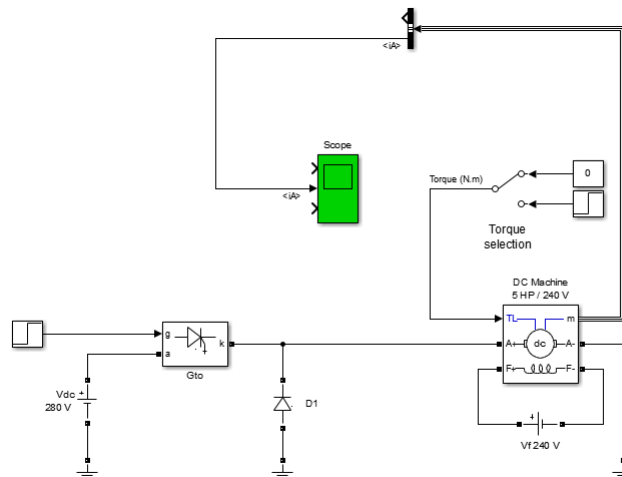 <iA>
Scope
<iA>
Torque (N.m)
0
Torque
selection
DC Machine
5 HP / 240 V
TL
m
A+
dc
A-
F+
F-
g
a
k
Gto
Vdc
+
280 V
D1
+
Vf 240 V